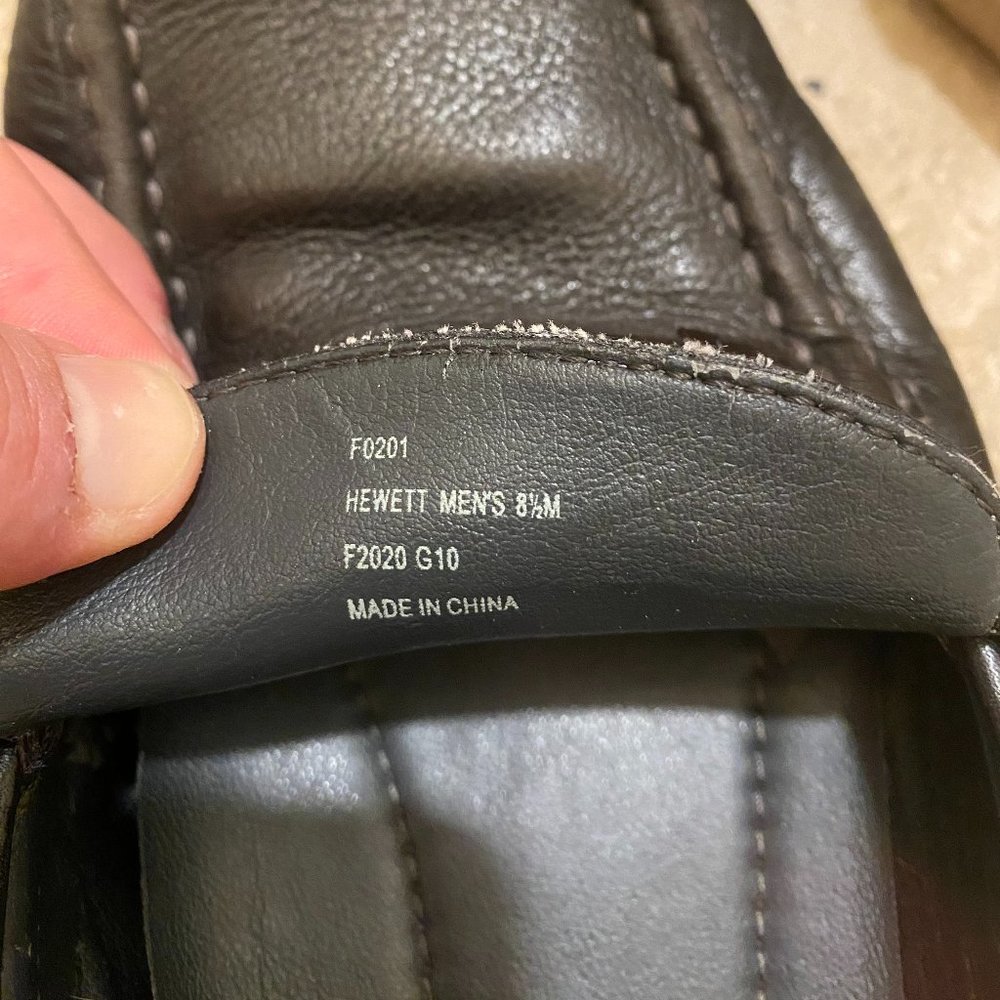 F0201
HEWETT MEN'S 8½M
F2020 G10
MADE IN CHINA